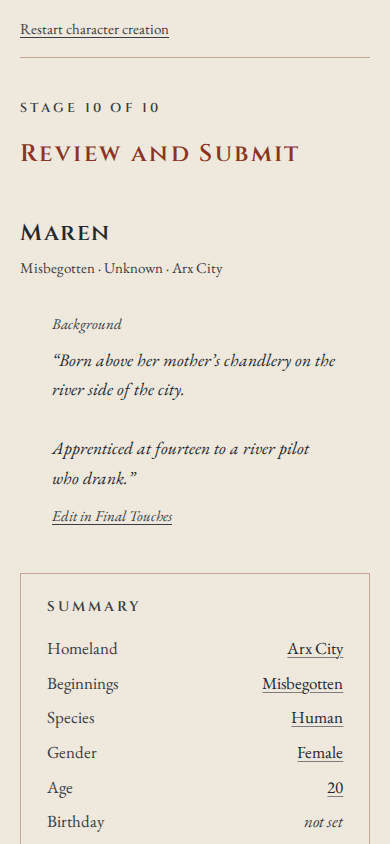 Restart character creation
STAGE 10 OF 10
Review and Submit
Maren
Misbegotten · Unknown · Arx City
Background
“Born above her mother’s chandlery on the
river side of the city.
Apprenticed at fourteen to a river pilot
who drank.”
Edit in Final Touches
SUMMARY
Homeland Arx City
Beginnings Misbegotten
Species Human
Gender Female
Age 20
Birthday not set